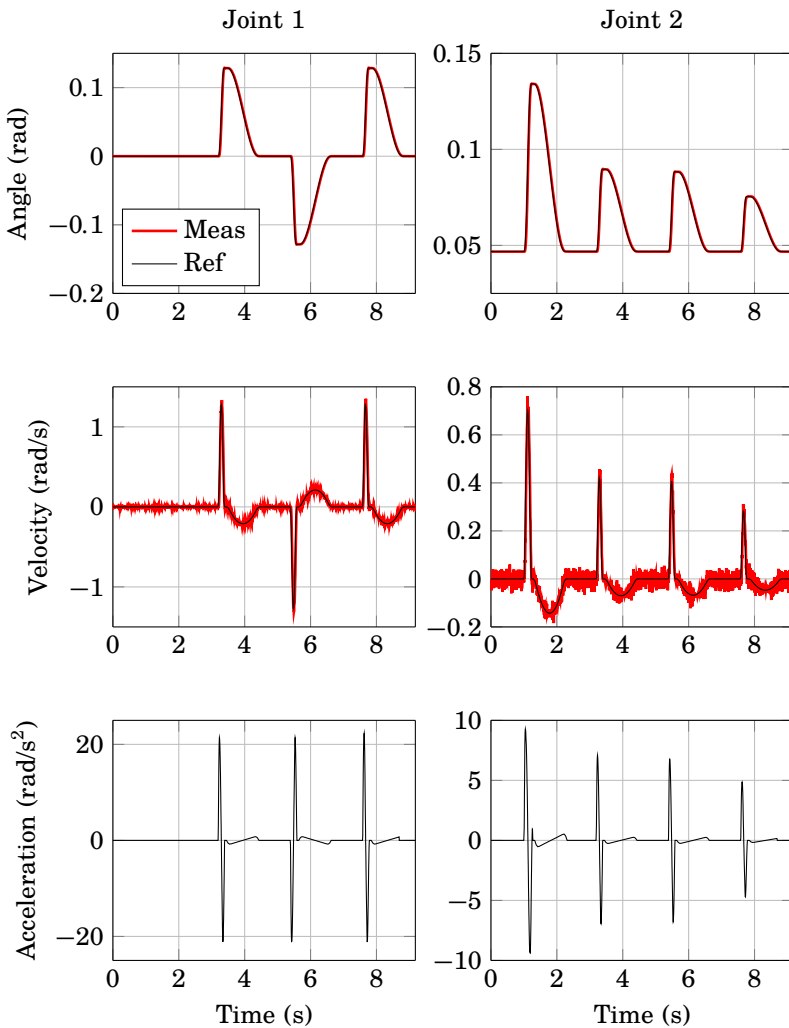 Joint 1
Joint 2
Angle (rad)
0.1
0
−0.1
−0.2
Meas
Ref
0 2 4 6 8
0.15
0.1
0.05
0 2 4 6 8
Velocity (rad/s)
1
0
−1
0 2 4 6 8
0.8
0.6
0.4
0.2
0
−0.2
0 2 4 6 8
Acceleration (rad/s²)
20
0
−20
0 2 4 6 8
Time (s)
10
5
0
−5
−10
0 2 4 6 8
Time (s)